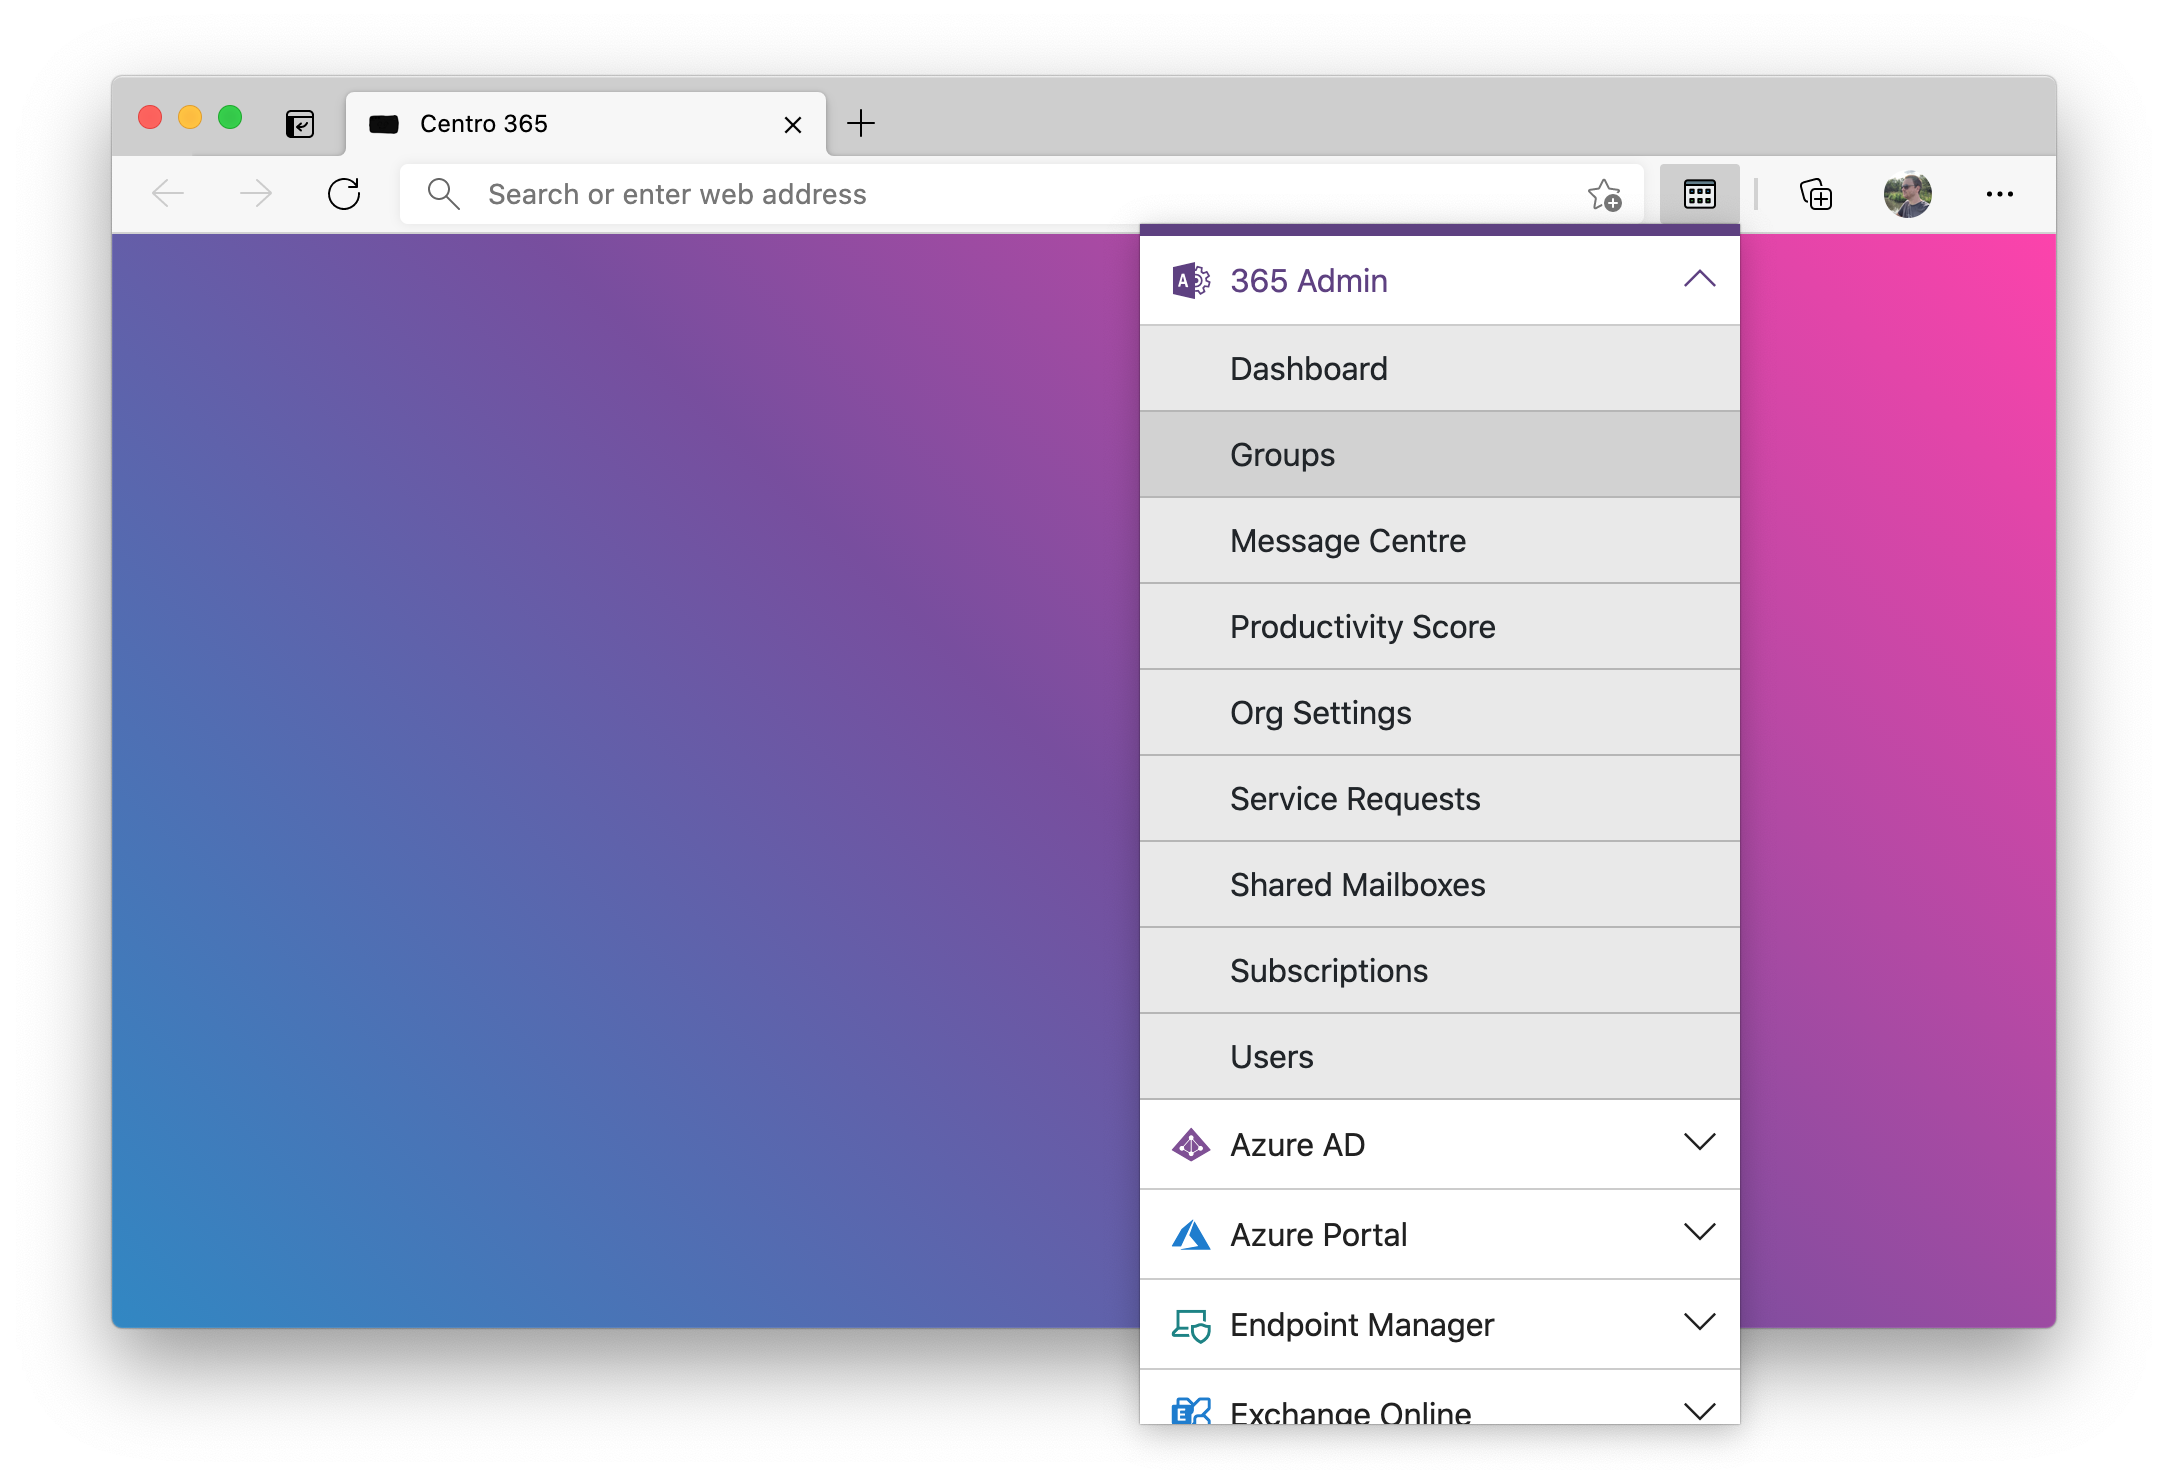 Centro 365
Search or enter web address
A 365 Admin
Dashboard
Groups
Message Centre
Productivity Score
Org Settings
Service Requests
Shared Mailboxes
Subscriptions
Users
Azure AD
Azure Portal
Endpoint Manager
E Exchange Online